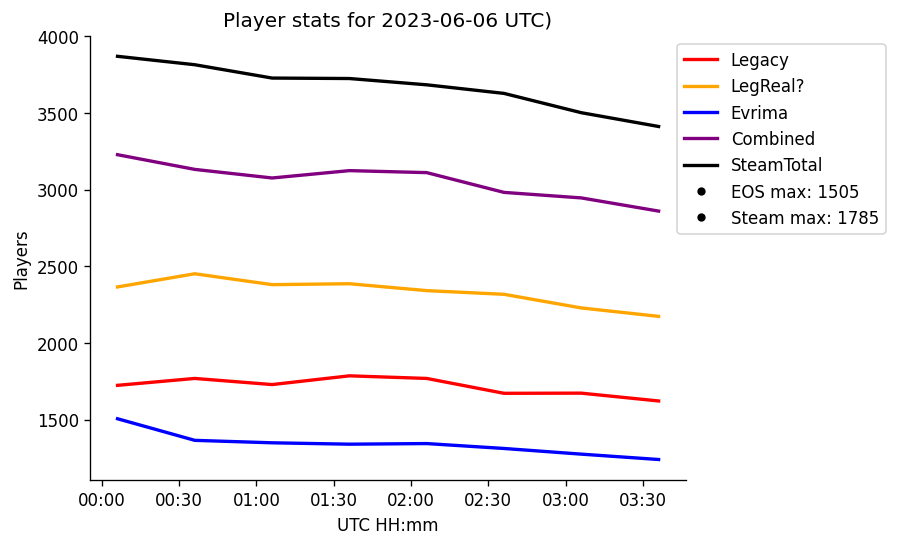 Player stats for 2023-06-06 UTC)
4000
3500
3000
2500
2000
1500
Players
00:00 00:30 01:00 01:30 02:00 02:30 03:00 03:30
UTC HH:mm
Legacy
LegReal?
Evrima
Combined
SteamTotal
EOS max: 1505
Steam max: 1785